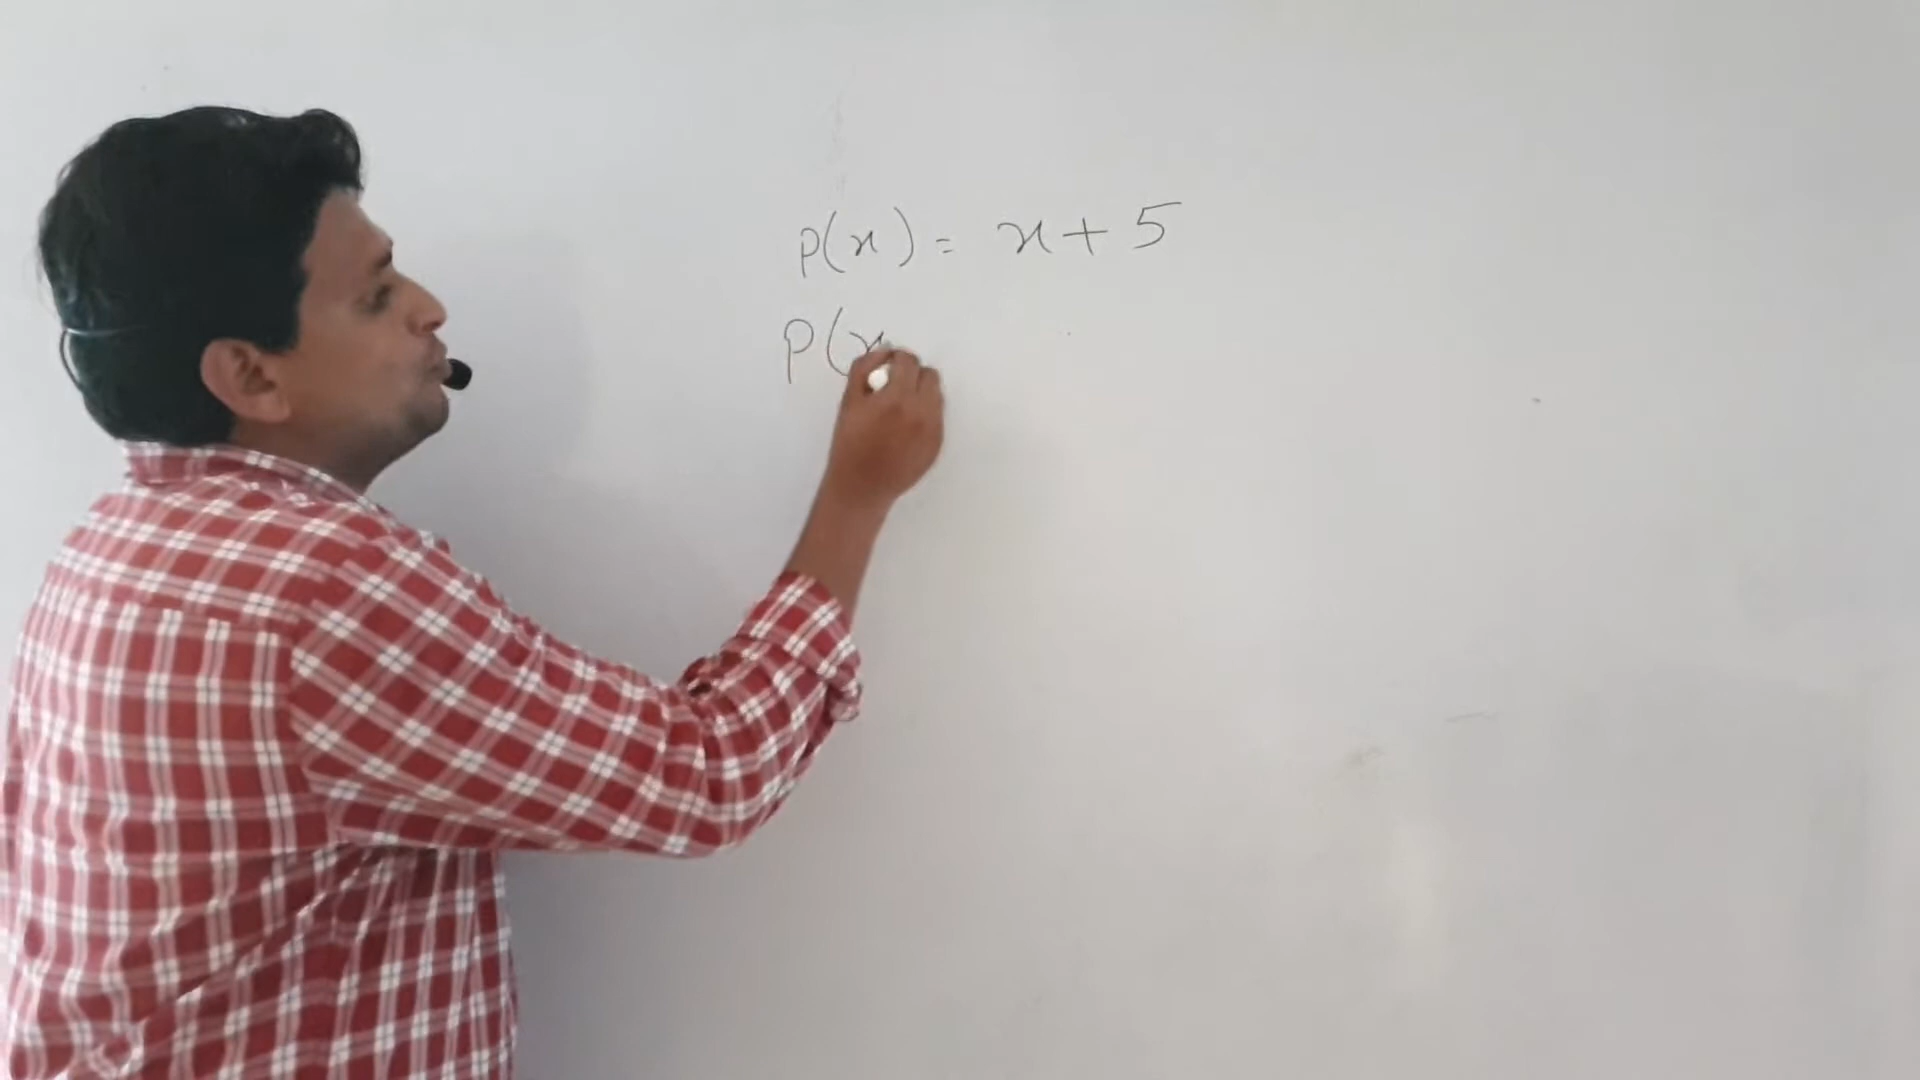 p(x) = x + 5
P(x